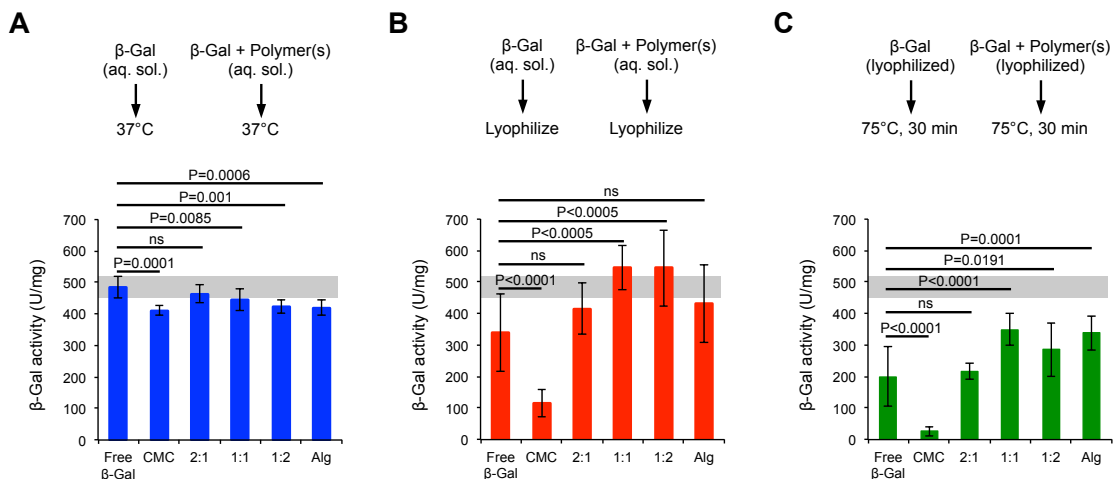 A
β-Gal
(aq. sol.)
β-Gal + Polymer(s)
(aq. sol.)
37°C
37°C
P=0.0006
P=0.001
P=0.0085
ns
P=0.0001
β-Gal activity (U/mg)
700
600
500
400
300
200
100
0
Free
β-Gal
CMC
2:1
1:1
1:2
Alg
B
β-Gal
(aq. sol.)
β-Gal + Polymer(s)
(aq. sol.)
Lyophilize
Lyophilize
ns
P<0.0005
P<0.0005
ns
P<0.0001
β-Gal activity (U/mg)
700
600
500
400
300
200
100
0
Free
β-Gal
CMC
2:1
1:1
1:2
Alg
C
β-Gal
(lyophilized)
β-Gal + Polymer(s)
(lyophilized)
75°C, 30 min
75°C, 30 min
P=0.0001
P=0.0191
P<0.0001
ns
P<0.0001
β-Gal activity (U/mg)
700
600
500
400
300
200
100
0
Free
β-Gal
CMC
2:1
1:1
1:2
Alg